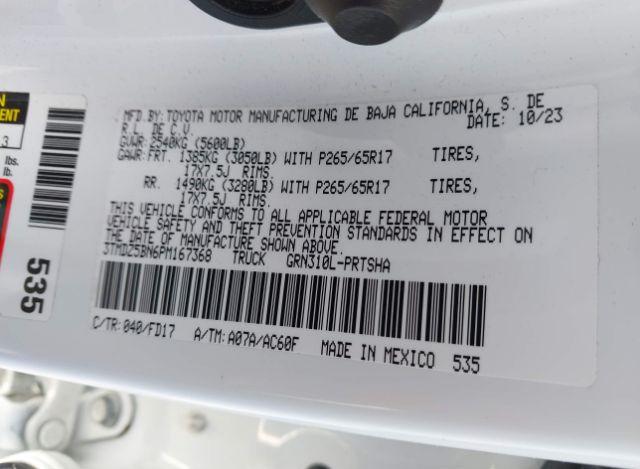 MFD.BY:TOYOTA MOTOR MANUFACTURING DE BAJA CALIFORNIA, S. DE
R.L. DE C.V. DATE: 10/23
GVWR:2540KG (5600LB)
GAWR:FRT. 1385KG (3050LB) WITH P265/65R17 TIRES,
17X7.5J RIMS.
RR. 1490KG (3280LB) WITH P265/65R17 TIRES,
17X7.5J RIMS.
THIS VEHICLE CONFORMS TO ALL APPLICABLE FEDERAL MOTOR
VEHICLE SAFETY AND THEFT PREVENTION STANDARDS IN EFFECT ON
THE DATE OF MANUFACTURE SHOWN ABOVE.
3TMDZ5BN6PM167368 TRUCK GRN310L-PRTSHA
C/TR:040/FD17 A/TM:A07A/AC60F MADE IN MEXICO 535
3
lbs.
lb.
535